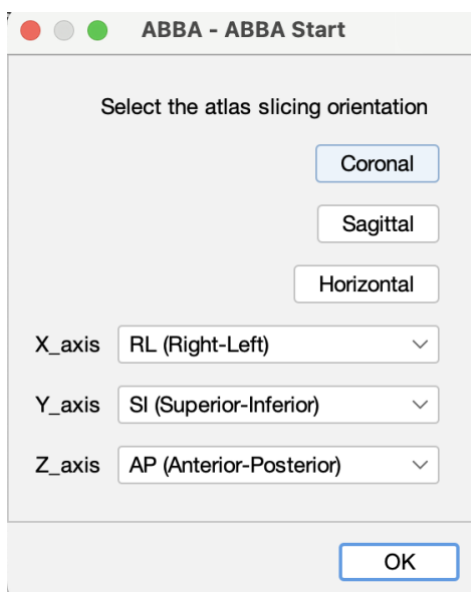 ABBA - ABBA Start
Select the atlas slicing orientation
Coronal
Sagittal
Horizontal
X_axis RL (Right-Left)
Y_axis SI (Superior-Inferior)
Z_axis AP (Anterior-Posterior)
OK